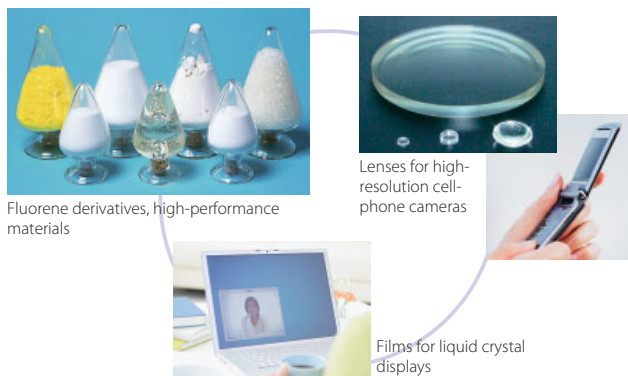 Fluorene derivatives, high-performance
materials
Lenses for high-
resolution cell-
phone cameras
Films for liquid crystal
displays